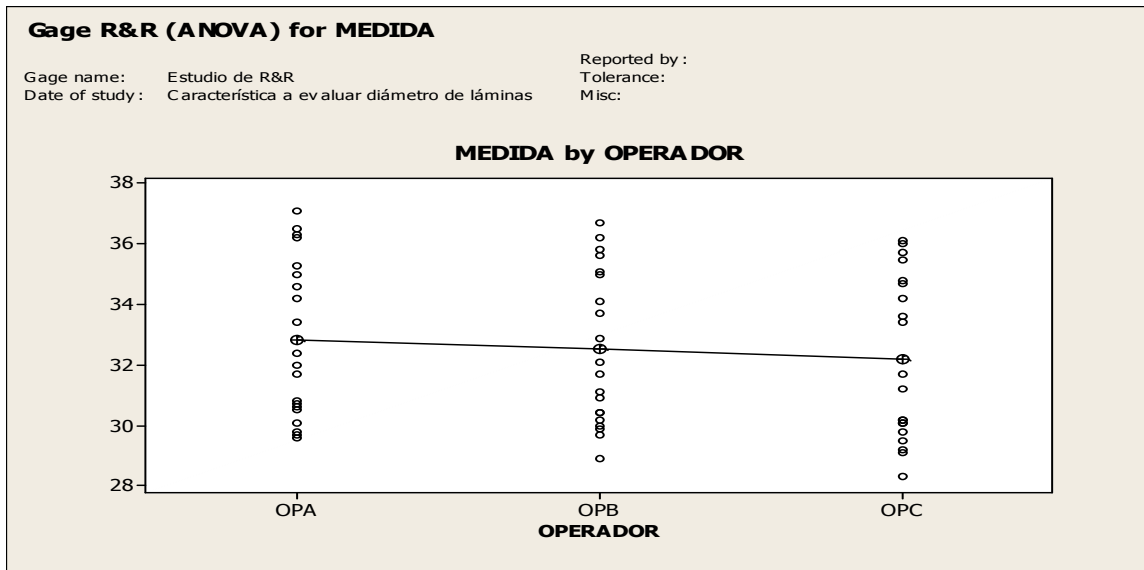 Gage R&R (ANOVA) for MEDIDA
Reported by:
Gage name: Estudio de R&R
Tolerance:
Date of study: Característica a evaluar diámetro de láminas
Misc:
MEDIDA by OPERADOR
38
36
34
32
30
28
OPA OPB OPC
OPERADOR